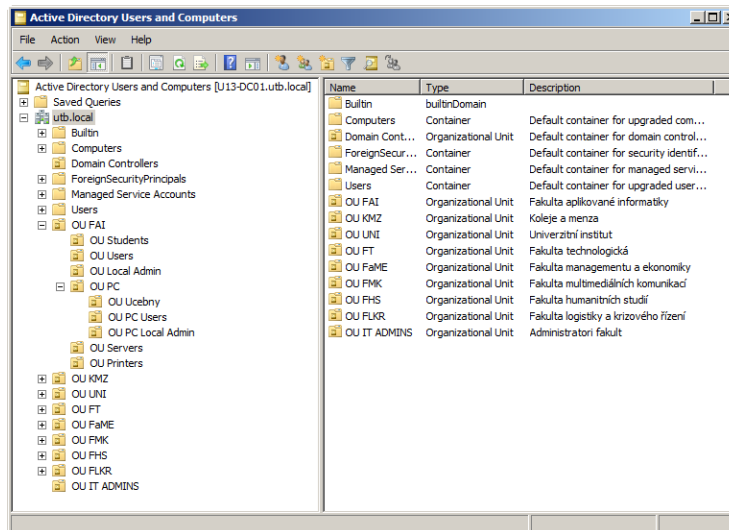 Active Directory Users and Computers
File Action View Help
Active Directory Users and Computers [U13-DC01.utb.local]
Saved Queries
utb.local
Builtin
Computers
Domain Controllers
ForeignSecurityPrincipals
Managed Service Accounts
Users
OU FAI
OU Students
OU Users
OU Local Admin
OU PC
OU Ucebny
OU PC Users
OU PC Local Admin
OU Servers
OU Printers
OU KMZ
OU UNI
OU FT
OU FaME
OU FMK
OU FHS
OU FLKR
OU IT ADMINS
Name Type Description
Builtin builtinDomain
Computers Container Default container for upgraded com...
Domain Cont... Organizational Unit Default container for domain control...
ForeignSecur... Container Default container for security identif...
Managed Ser... Container Default container for managed servi...
Users Container Default container for upgraded user...
OU FAI Organizational Unit Fakulta aplikované informatiky
OU KMZ Organizational Unit Koleje a menza
OU UNI Organizational Unit Univerzitní institut
OU FT Organizational Unit Fakulta technologická
OU FaME Organizational Unit Fakulta managementu a ekonomiky
OU FMK Organizational Unit Fakulta multimediálních komunikací
OU FHS Organizational Unit Fakulta humanitních studií
OU FLKR Organizational Unit Fakulta logistiky a krizového řízení
OU IT ADMINS Organizational Unit Administratori fakult